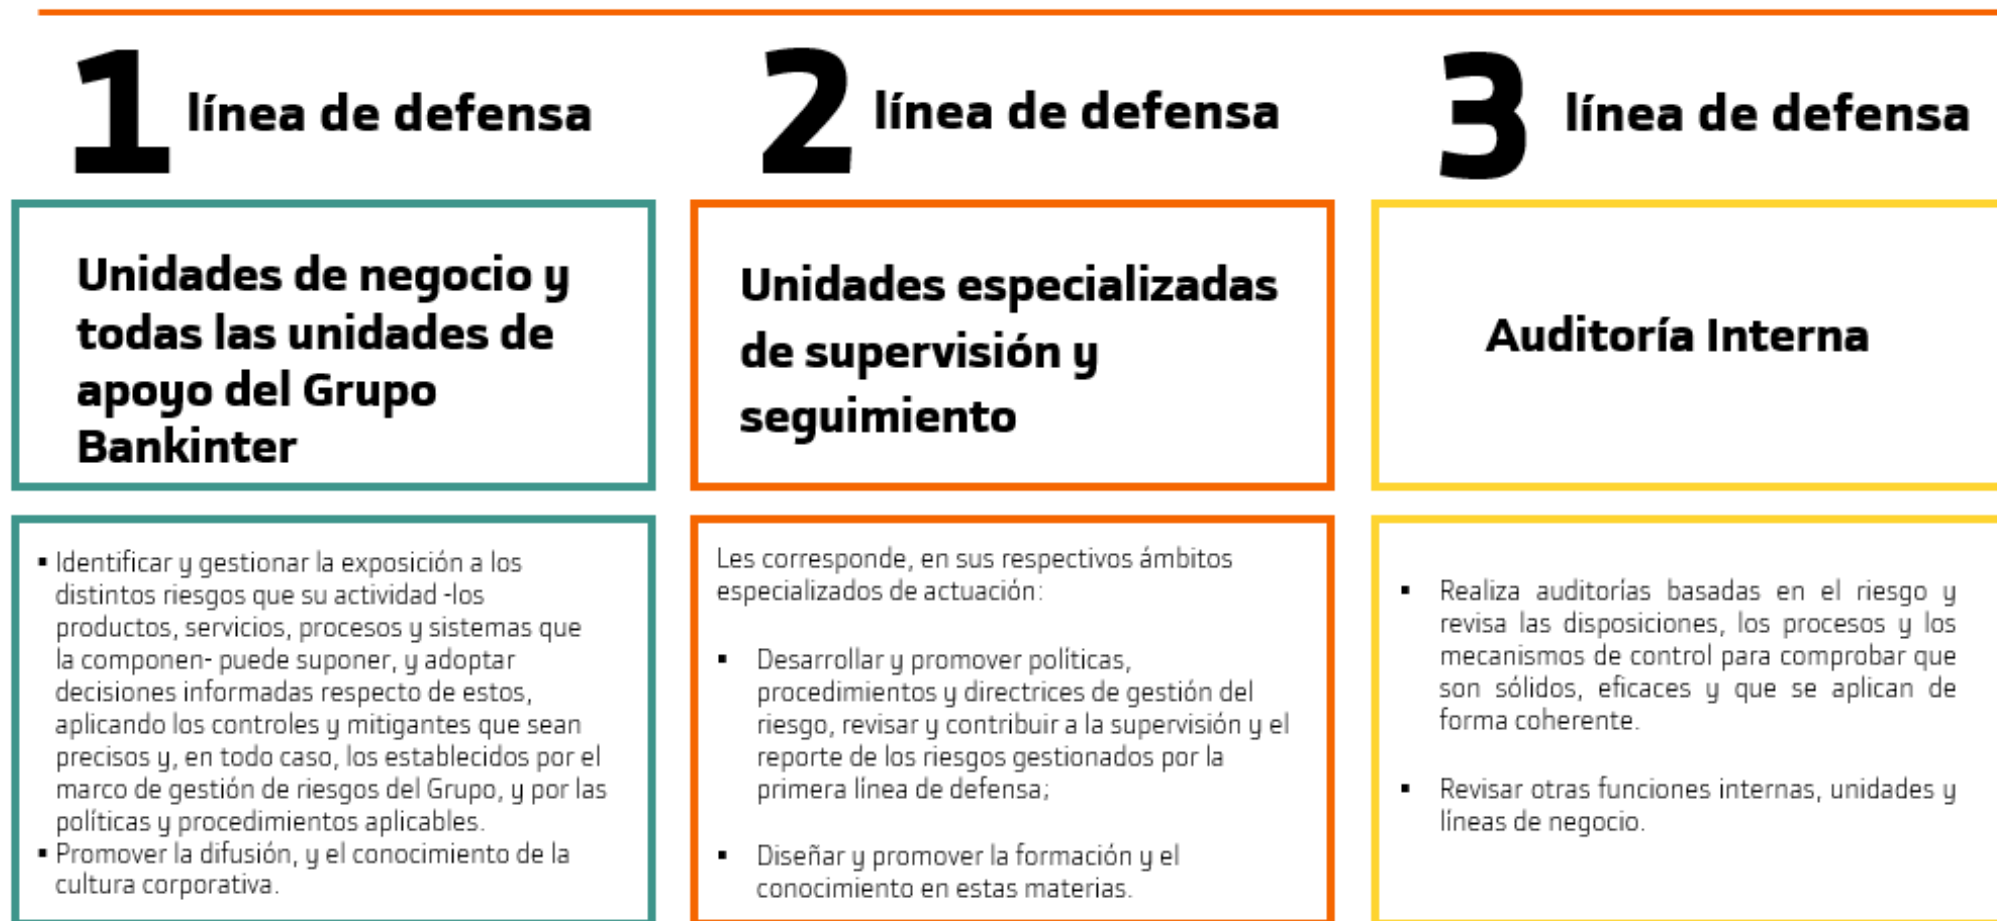 1 línea de defensa
Unidades de negocio y
todas las unidades de
apoyo del Grupo
Bankinter
▪ Identificar y gestionar la exposición a los
distintos riesgos que su actividad -los
productos, servicios, procesos y sistemas que
la componen- puede suponer, y adoptar
decisiones informadas respecto de estos,
aplicando los controles y mitigantes que sean
precisos y, en todo caso, los establecidos por el
marco de gestión de riesgos del Grupo, y por las
políticas y procedimientos aplicables.
▪ Promover la difusión, y el conocimiento de la
cultura corporativa.
2 línea de defensa
Unidades especializadas
de supervisión y
seguimiento
Les corresponde, en sus respectivos ámbitos
especializados de actuación:
▪ Desarrollar y promover políticas,
procedimientos y directrices de gestión del
riesgo, revisar y contribuir a la supervisión y el
reporte de los riesgos gestionados por la
primera línea de defensa;
▪ Diseñar y promover la formación y el
conocimiento en estas materias.
3 línea de defensa
Auditoría Interna
▪ Realiza auditorías basadas en el riesgo y
revisa las disposiciones, los procesos y los
mecanismos de control para comprobar que
son sólidos, eficaces y que se aplican de
forma coherente.
▪ Revisar otras funciones internas, unidades y
líneas de negocio.